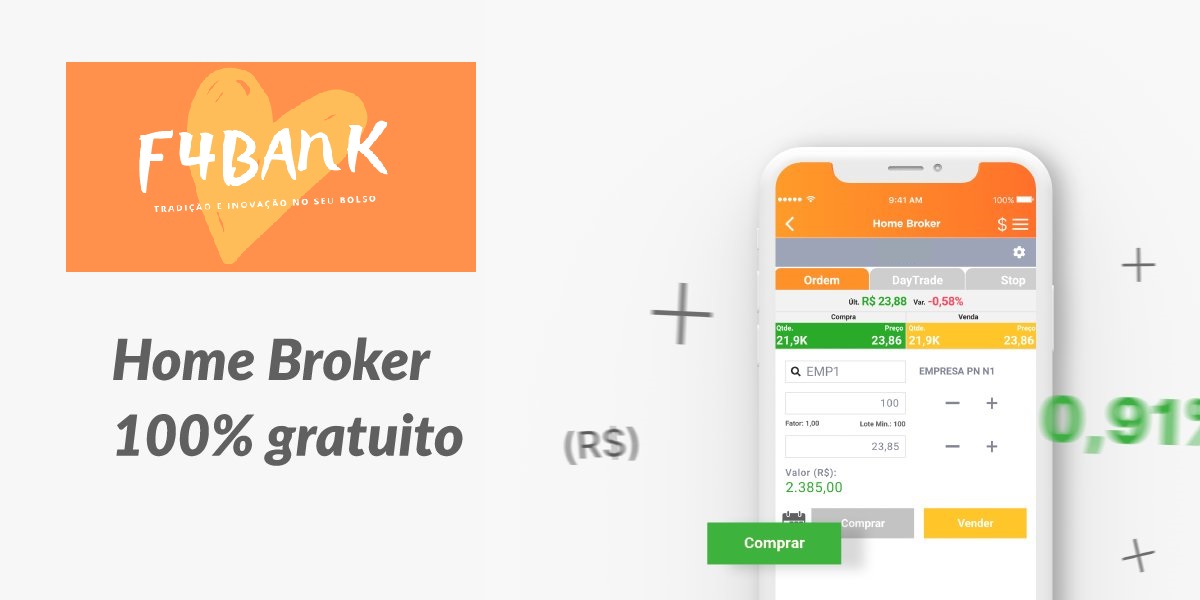 F4BANK
TRADIÇÃO E INOVAÇÃO NO SEU BOLSO
Home Broker
100% gratuito
(R$)
9:41 AM
100%
Home Broker
$
Ordem
DayTrade
Stop
Últ. R$ 23,88 Var. -0,58%
Compra
Venda
Qtde.
Preço
Qtde.
Preço
21,9K
23,86
21,9K
23,86
EMP1
EMPRESA PN N1
100
Fator: 1,00
Lote Min.: 100
23,85
Valor (R$):
2.385,00
Comprar
Vender
Comprar
0,91%